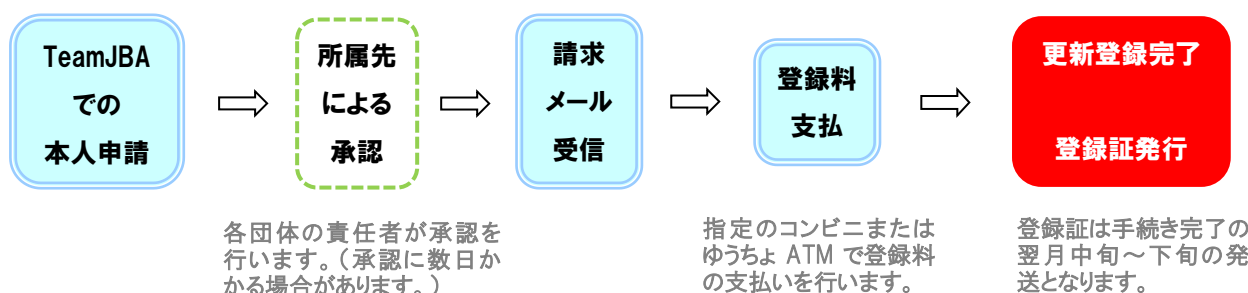 TeamJBA
での
本人申請
所属先
による
承認
請求
メール
受信
登録料
支払
更新登録完了
登録証発行
各団体の責任者が承認を
行います。（承認に数日か
かる場合があります。）
指定のコンビニまたは
ゆうちょ ATM で登録料
の支払いを行います。
登録証は手続き完了の
翌月中旬～下旬の発
送となります。